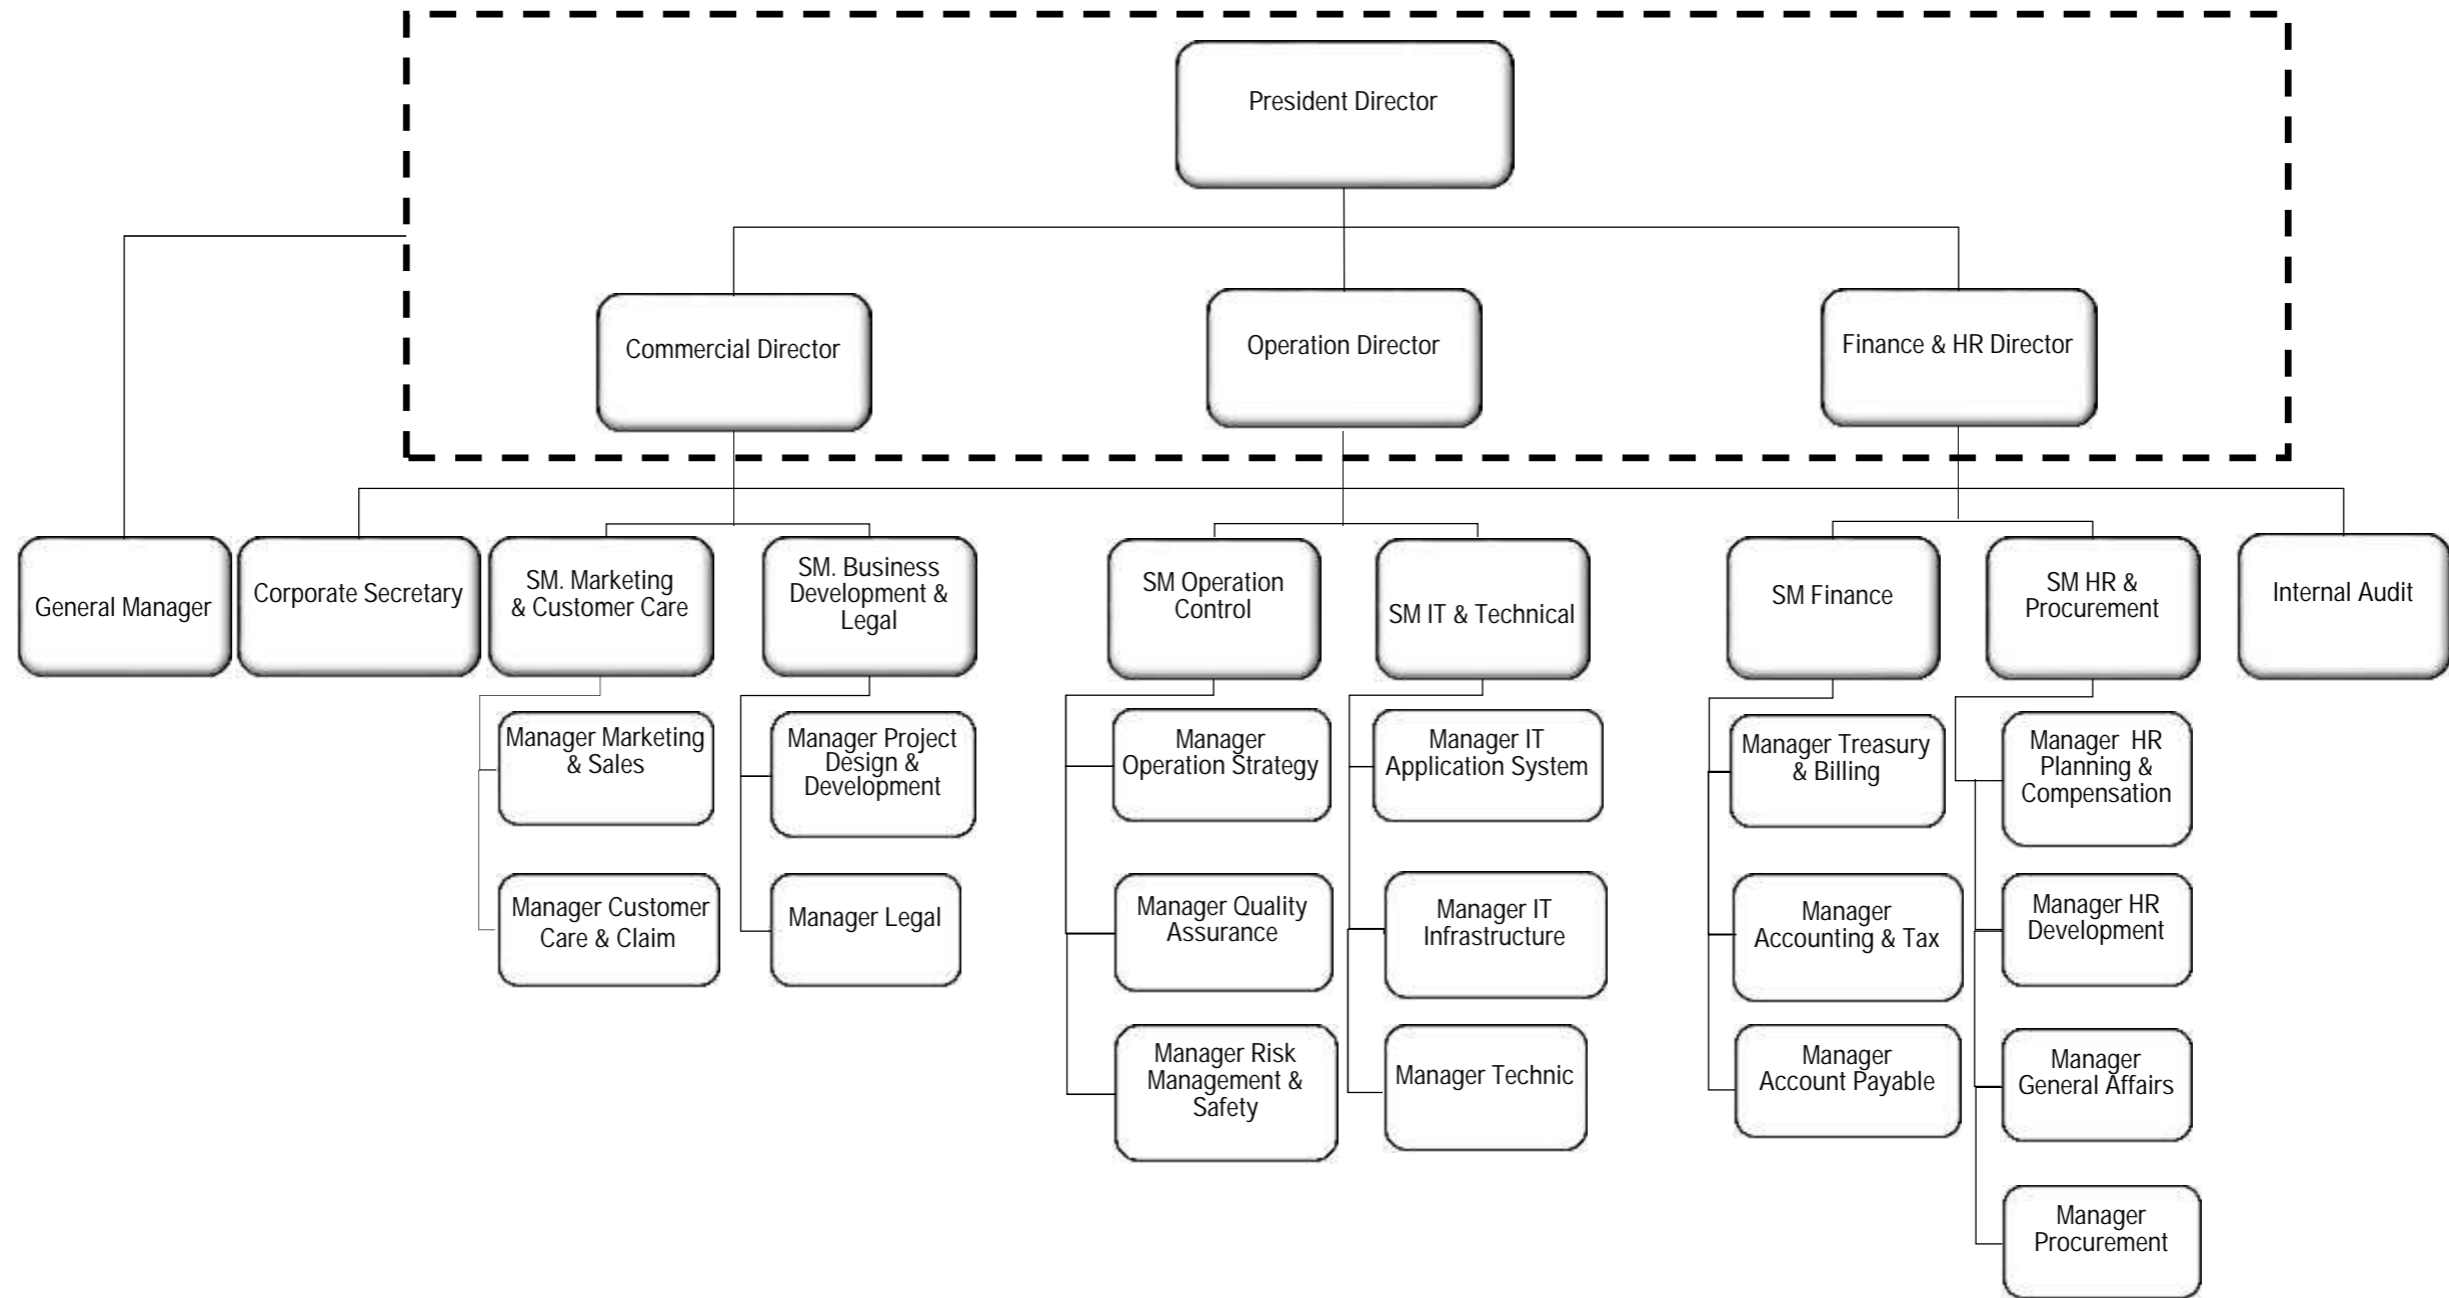 President Director
Commercial Director
Operation Director
Finance & HR Director
General Manager
Corporate Secretary
SM. Marketing
& Customer Care
SM. Business
Development &
Legal
SM Operation
Control
SM IT & Technical
SM Finance
SM HR &
Procurement
Internal Audit
Manager Marketing
& Sales
Manager Project
Design &
Development
Manager
Operation Strategy
Manager IT
Application System
Manager Treasury
& Billing
Manager HR
Planning &
Compensation
Manager Customer
Care & Claim
Manager Legal
Manager Quality
Assurance
Manager IT
Infrastructure
Manager
Accounting & Tax
Manager HR
Development
Manager Risk
Management &
Safety
Manager Technic
Manager
Account Payable
Manager
General Affairs
Manager
Procurement